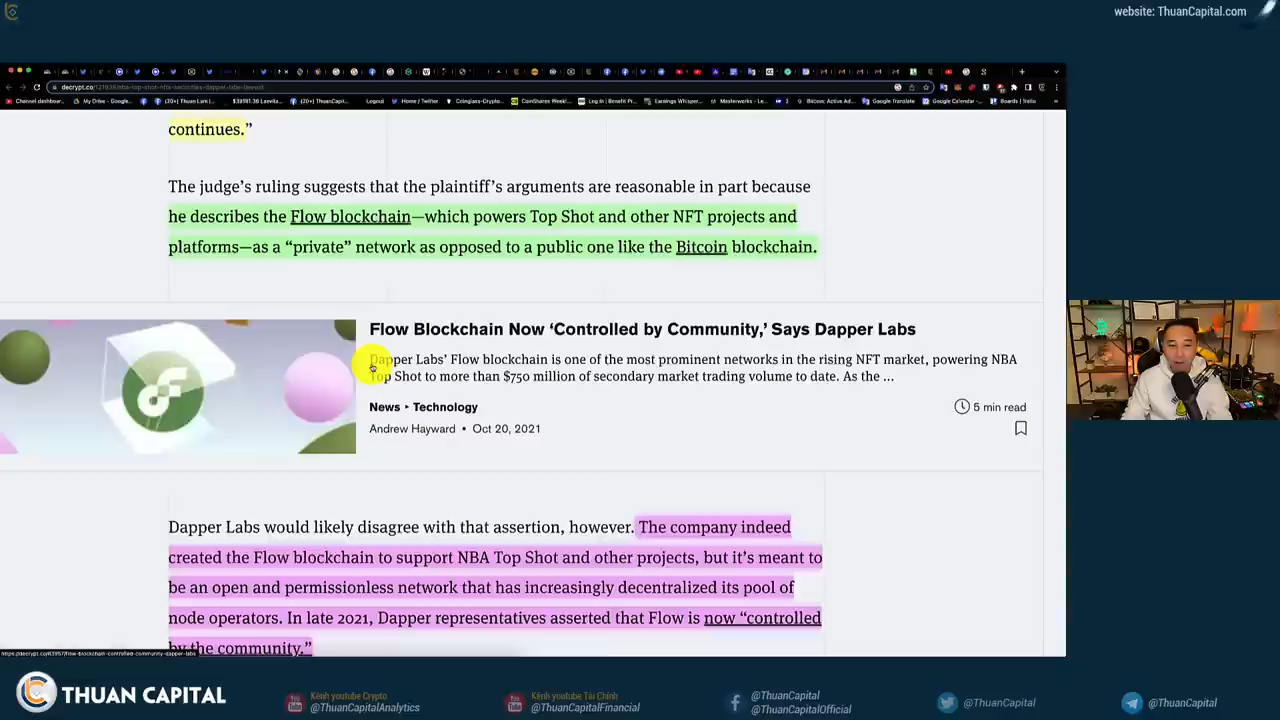 website: ThuanCapital.com
continues.”
The judge’s ruling suggests that the plaintiff’s arguments are reasonable in part because
he describes the Flow blockchain—which powers Top Shot and other NFT projects and
platforms—as a “private” network as opposed to a public one like the Bitcoin blockchain.
Flow Blockchain Now ‘Controlled by Community,’ Says Dapper Labs
Dapper Labs’ Flow blockchain is one of the most prominent networks in the rising NFT market, powering NBA
Top Shot to more than $750 million of secondary market trading volume to date. As the ...
News ‣ Technology
5 min read
Andrew Hayward • Oct 20, 2021
Dapper Labs would likely disagree with that assertion, however. The company indeed
created the Flow blockchain to support NBA Top Shot and other projects, but it’s meant to
be an open and permissionless network that has increasingly decentralized its pool of
node operators. In late 2021, Dapper representatives asserted that Flow is now “controlled
by the community.”
THUAN CAPITAL
Kênh youtube Crypto
@ThuanCapitalAnalytics
Kênh youtube Tài Chính
@ThuanCapitalFinancial
@ThuanCapital
@ThuanCapitalOfficial
@ThuanCapital
@ThuanCapital